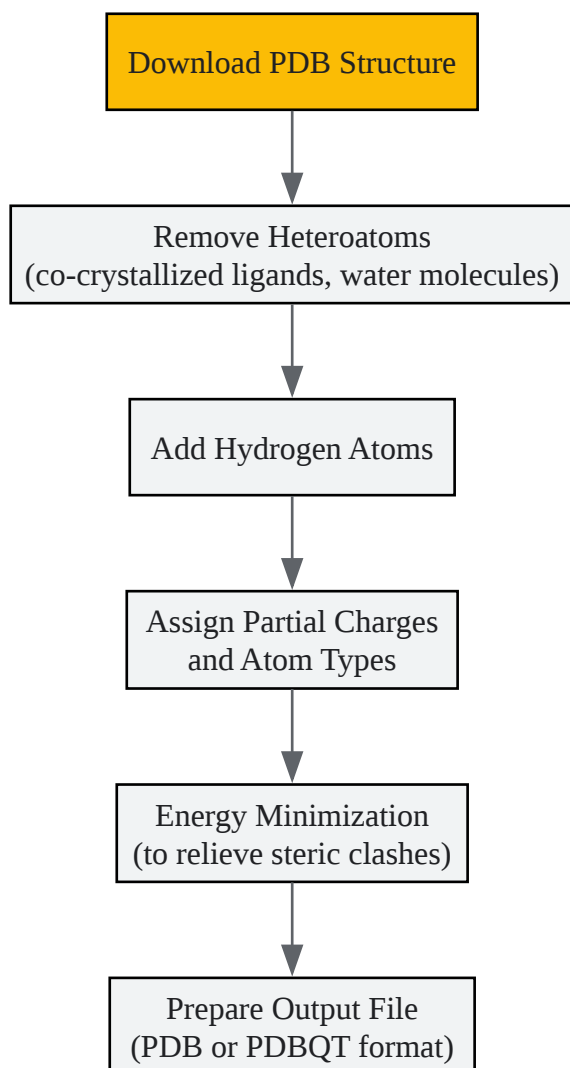 Download PDB Structure
Remove Heteroatoms
(co-crystallized ligands, water molecules)
Add Hydrogen Atoms
Assign Partial Charges
and Atom Types
Energy Minimization
(to relieve steric clashes)
Prepare Output File
(PDB or PDBQT format)